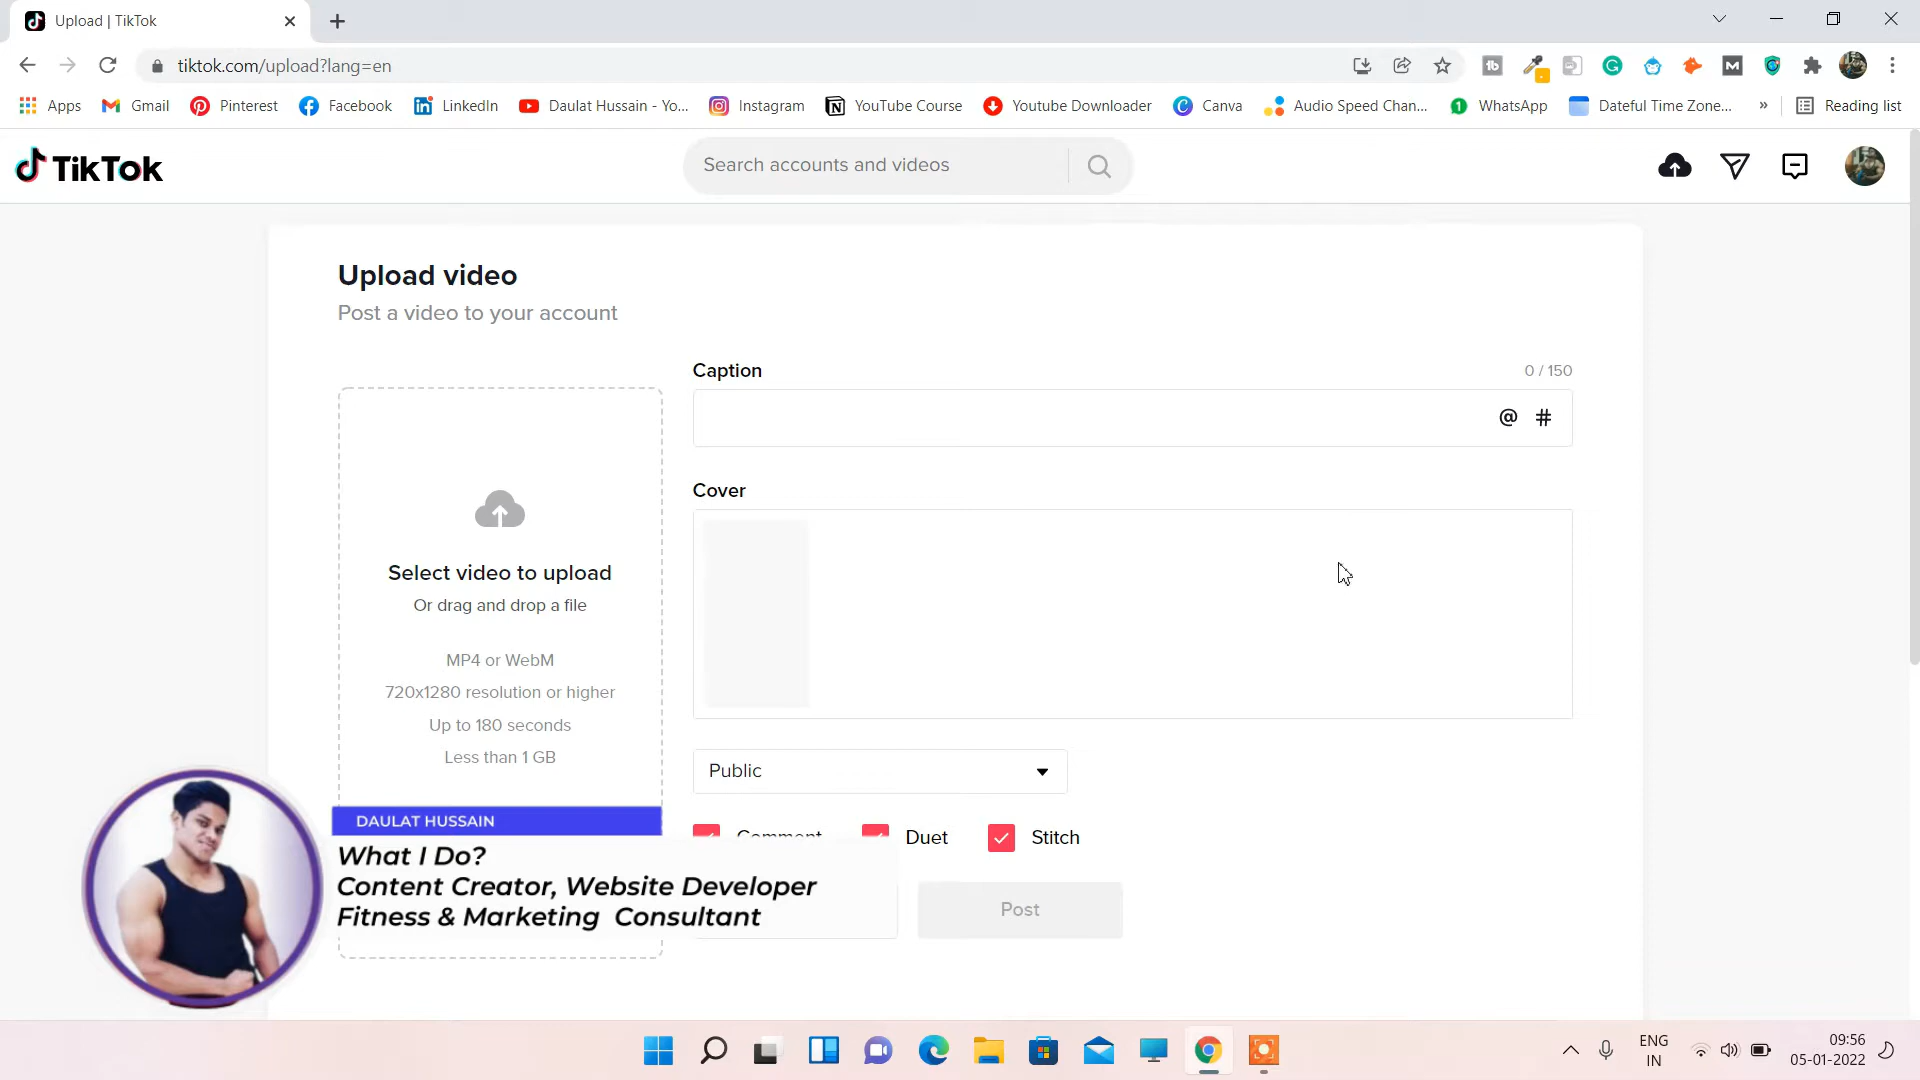 Upload | TikTok
tiktok.com/upload?lang=en
Apps
Gmail
Pinterest
Facebook
LinkedIn
Daulat Hussain - Yo...
Instagram
YouTube Course
Youtube Downloader
Canva
Audio Speed Chan...
WhatsApp
Dateful Time Zone...
»
Reading list
TikTok
Search accounts and videos
Upload video
Post a video to your account
Caption
0 / 150
@ #
Select video to upload
Or drag and drop a file
MP4 or WebM
720x1280 resolution or higher
Up to 180 seconds
Less than 1 GB
Cover
Public
Comment
Duet
Stitch
Post
DAULAT HUSSAIN
What I Do?
Content Creator, Website Developer
Fitness & Marketing Consultant
ENG
IN
09:56
05-01-2022